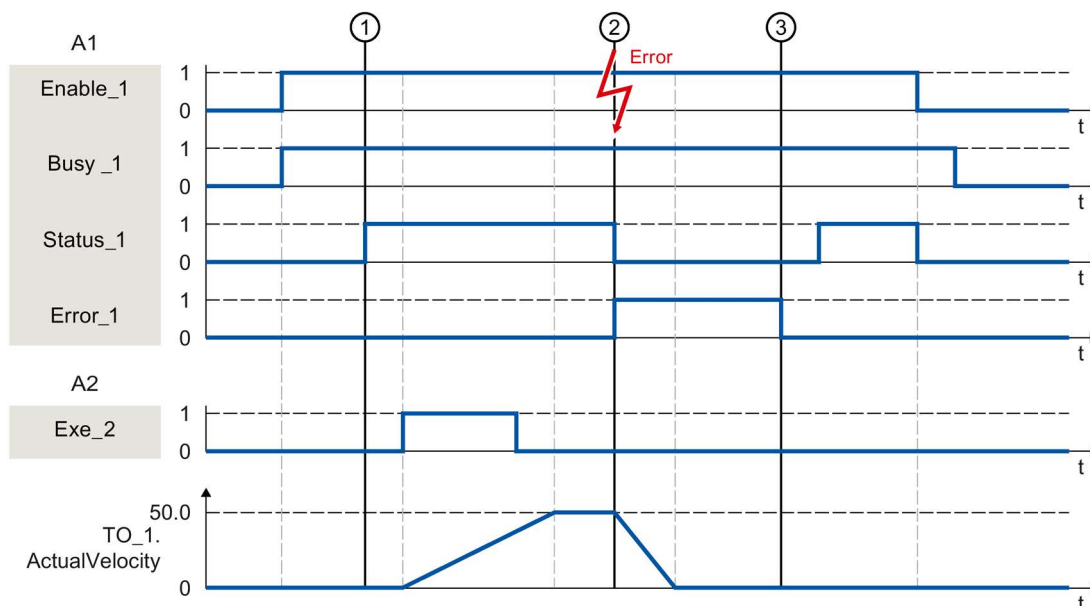 1 2 3
A1
Error
Enable_1 1
0
t
Busy _1 1
0
t
Status_1 1
0
t
Error_1 1
0
t
A2
Exe_2 1
0
t
50.0
TO_1.
ActualVelocity
0
t